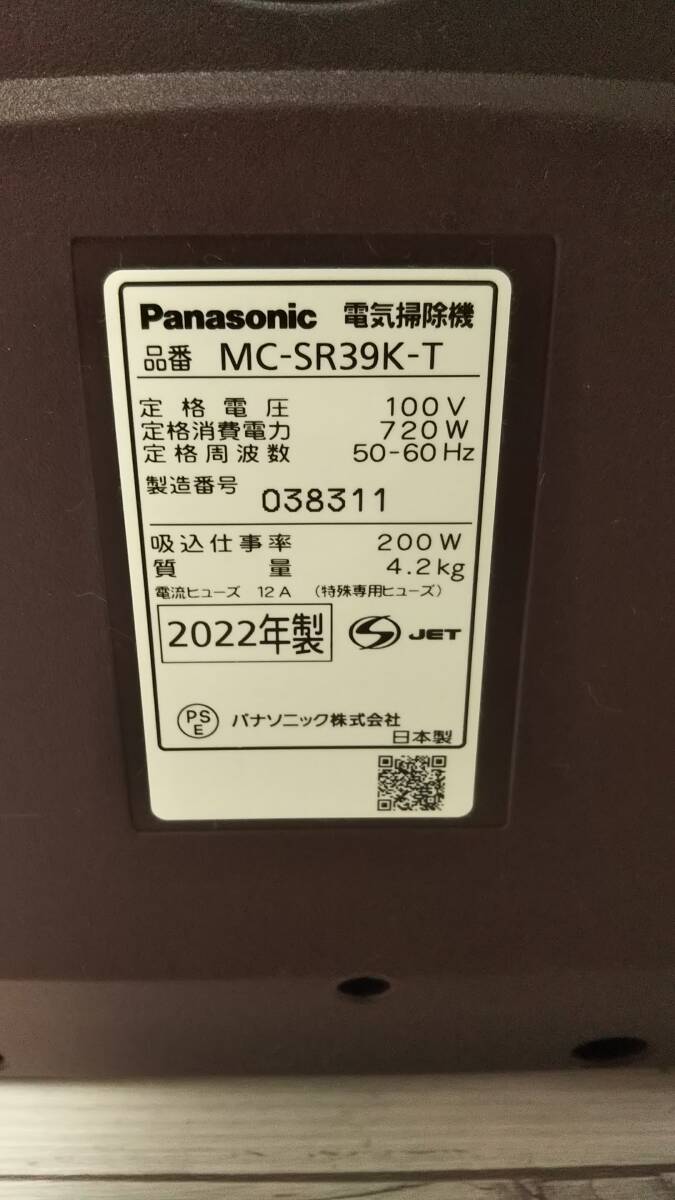 Panasonic 電気掃除機
品番 MC-SR39K-T
定格電圧 100V
定格消費電力 720W
定格周波数 50-60Hz
製造番号 038311
吸込仕事率 200W
質量 4.2kg
電流ヒューズ 12A (特殊専用ヒューズ)
2022年製 S JET
PS E パナソニック株式会社
日本製